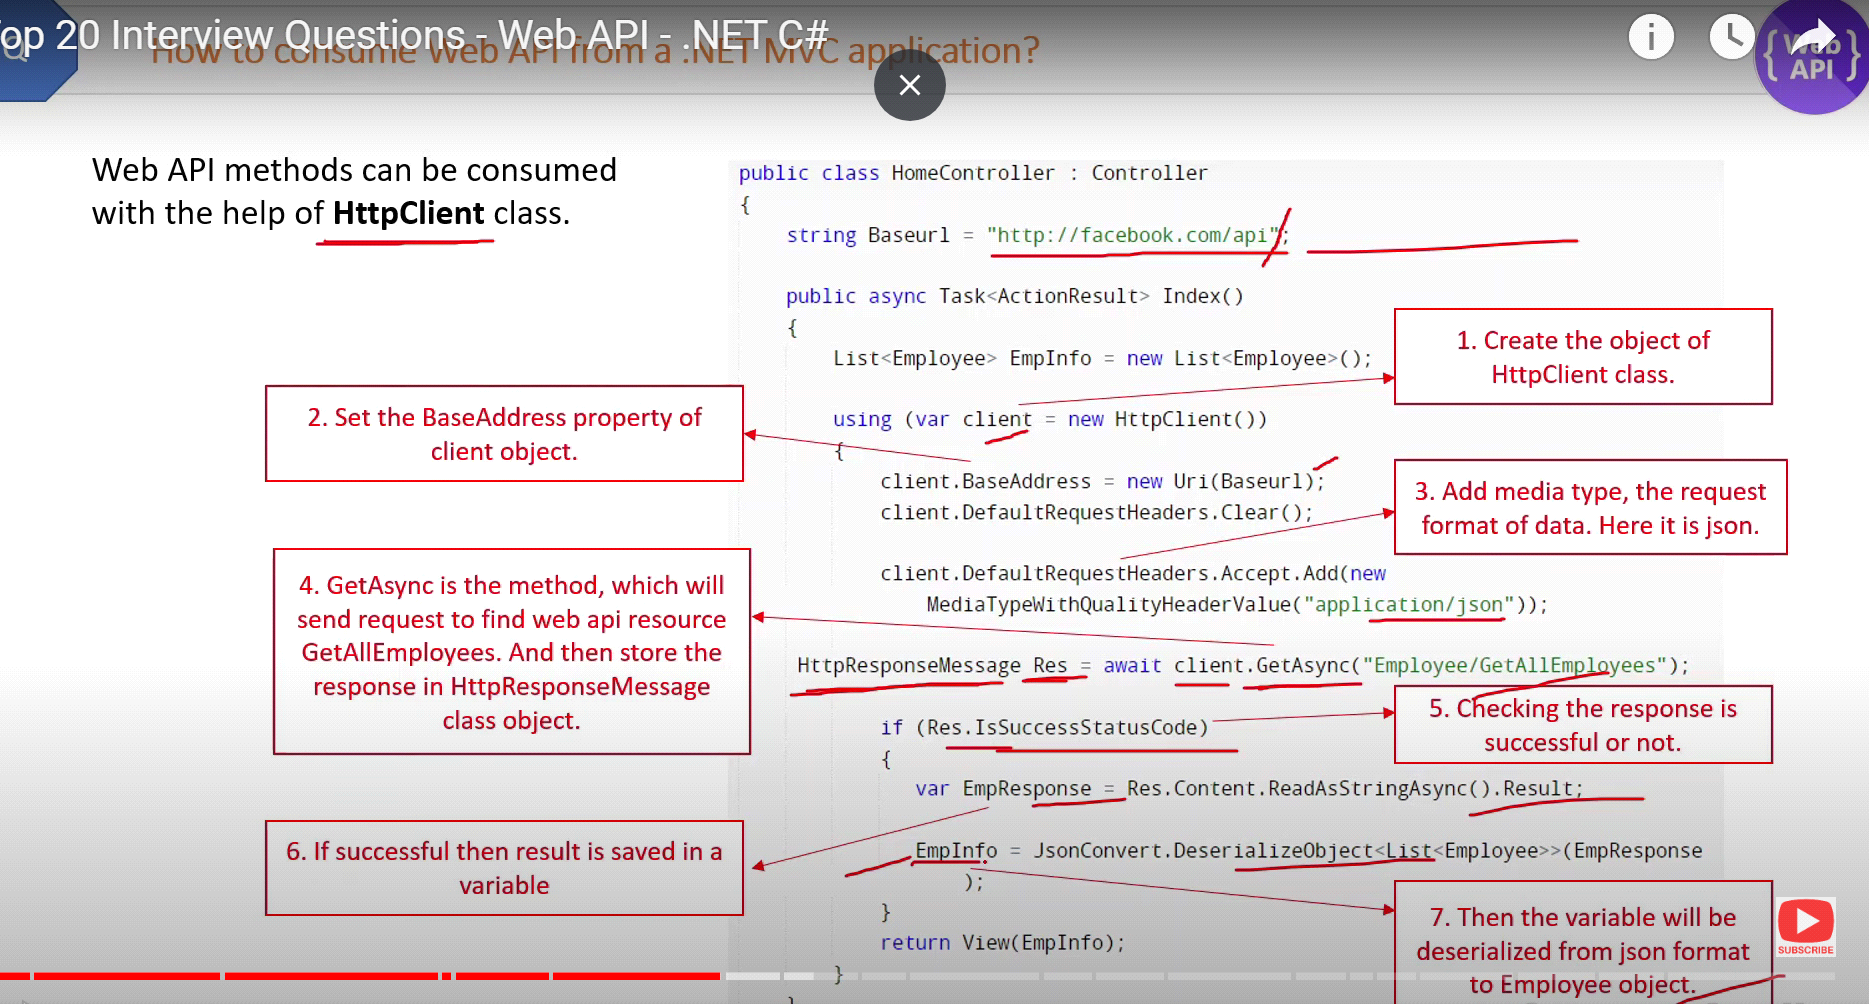 Top 20 Interview Questions - Web API - .NET C#
How to consume Web API from a .NET MVC application?
{ Web API }
Web API methods can be consumed
with the help of HttpClient class.
public class HomeController : Controller
{
string Baseurl = "http://facebook.com/api";
public async Task<ActionResult> Index()
{
List<Employee> EmpInfo = new List<Employee>();
using (var client = new HttpClient())
{
client.BaseAddress = new Uri(Baseurl);
client.DefaultRequestHeaders.Clear();
client.DefaultRequestHeaders.Accept.Add(new
MediaTypeWithQualityHeaderValue("application/json"));
HttpResponseMessage Res = await client.GetAsync("Employee/GetAllEmployees");
if (Res.IsSuccessStatusCode)
{
var EmpResponse = Res.Content.ReadAsStringAsync().Result;
EmpInfo = JsonConvert.DeserializeObject<List<Employee>>(EmpResponse
);
}
return View(EmpInfo);
}
1. Create the object of
HttpClient class.
2. Set the BaseAddress property of
client object.
3. Add media type, the request
format of data. Here it is json.
4. GetAsync is the method, which will
send request to find web api resource
GetAllEmployees. And then store the
response in HttpResponseMessage
class object.
5. Checking the response is
successful or not.
6. If successful then result is saved in a
variable
7. Then the variable will be
deserialized from json format
to Employee object.
SUBSCRIBE